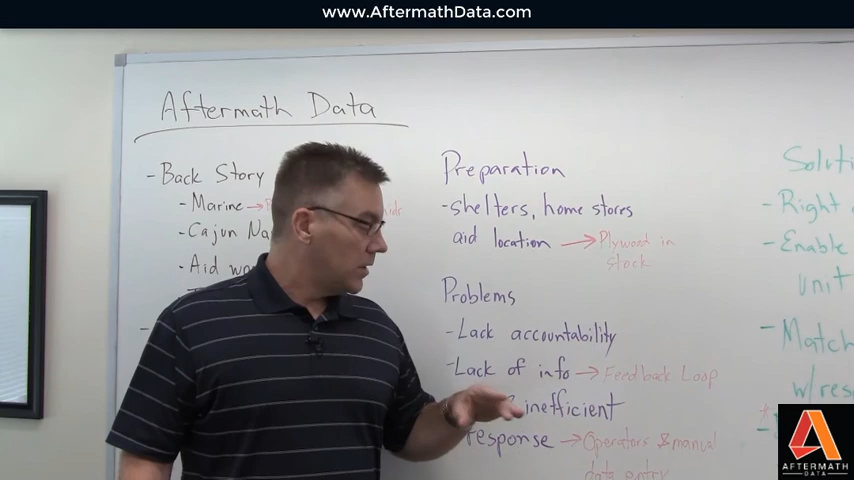 www.AftermathData.com
Aftermath Data
- Back Story
- Marine →
- Cajun Na
- Aid wo
Preparation
- shelters, home stores
aid location → Plywood in
stock
Problems
- Lack accountability
- Lack of info → Feedback Loop
inefficient
response → Operators & manual
data entry
Soluti
- Right
- Enable
unit
- Match
w/res
AFTERMATH
DATA